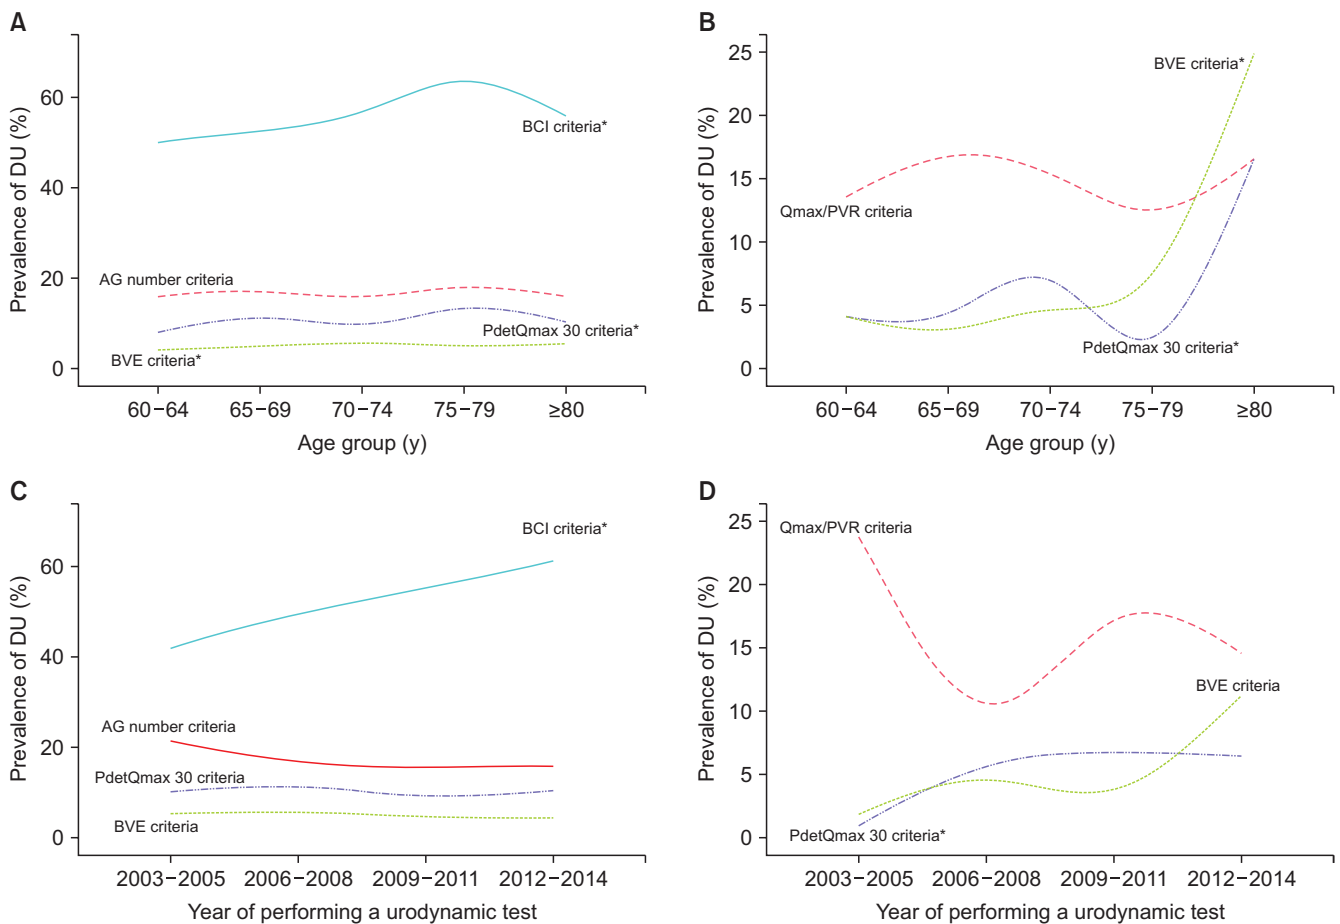 A
Prevalence of DU (%)
60
40
20
0
BCI criteria*
AG number criteria
PdetQmax 30 criteria*
BVE criteria*
60−64 65−69 70−74 75−79 ≥80
Age group (y)
B
Prevalence of DU (%)
25
20
15
10
5
0
BVE criteria*
Qmax/PVR criteria
PdetQmax 30 criteria*
60−64 65−69 70−74 75−79 ≥80
Age group (y)
C
Prevalence of DU (%)
60
40
20
0
BCI criteria*
AG number criteria
PdetQmax 30 criteria
BVE criteria
2003−2005 2006−2008 2009−2011 2012−2014
Year of performing a urodynamic test
D
Prevalence of DU (%)
25
20
15
10
5
0
Qmax/PVR criteria
BVE criteria
PdetQmax 30 criteria*
2003−2005 2006−2008 2009−2011 2012−2014
Year of performing a urodynamic test